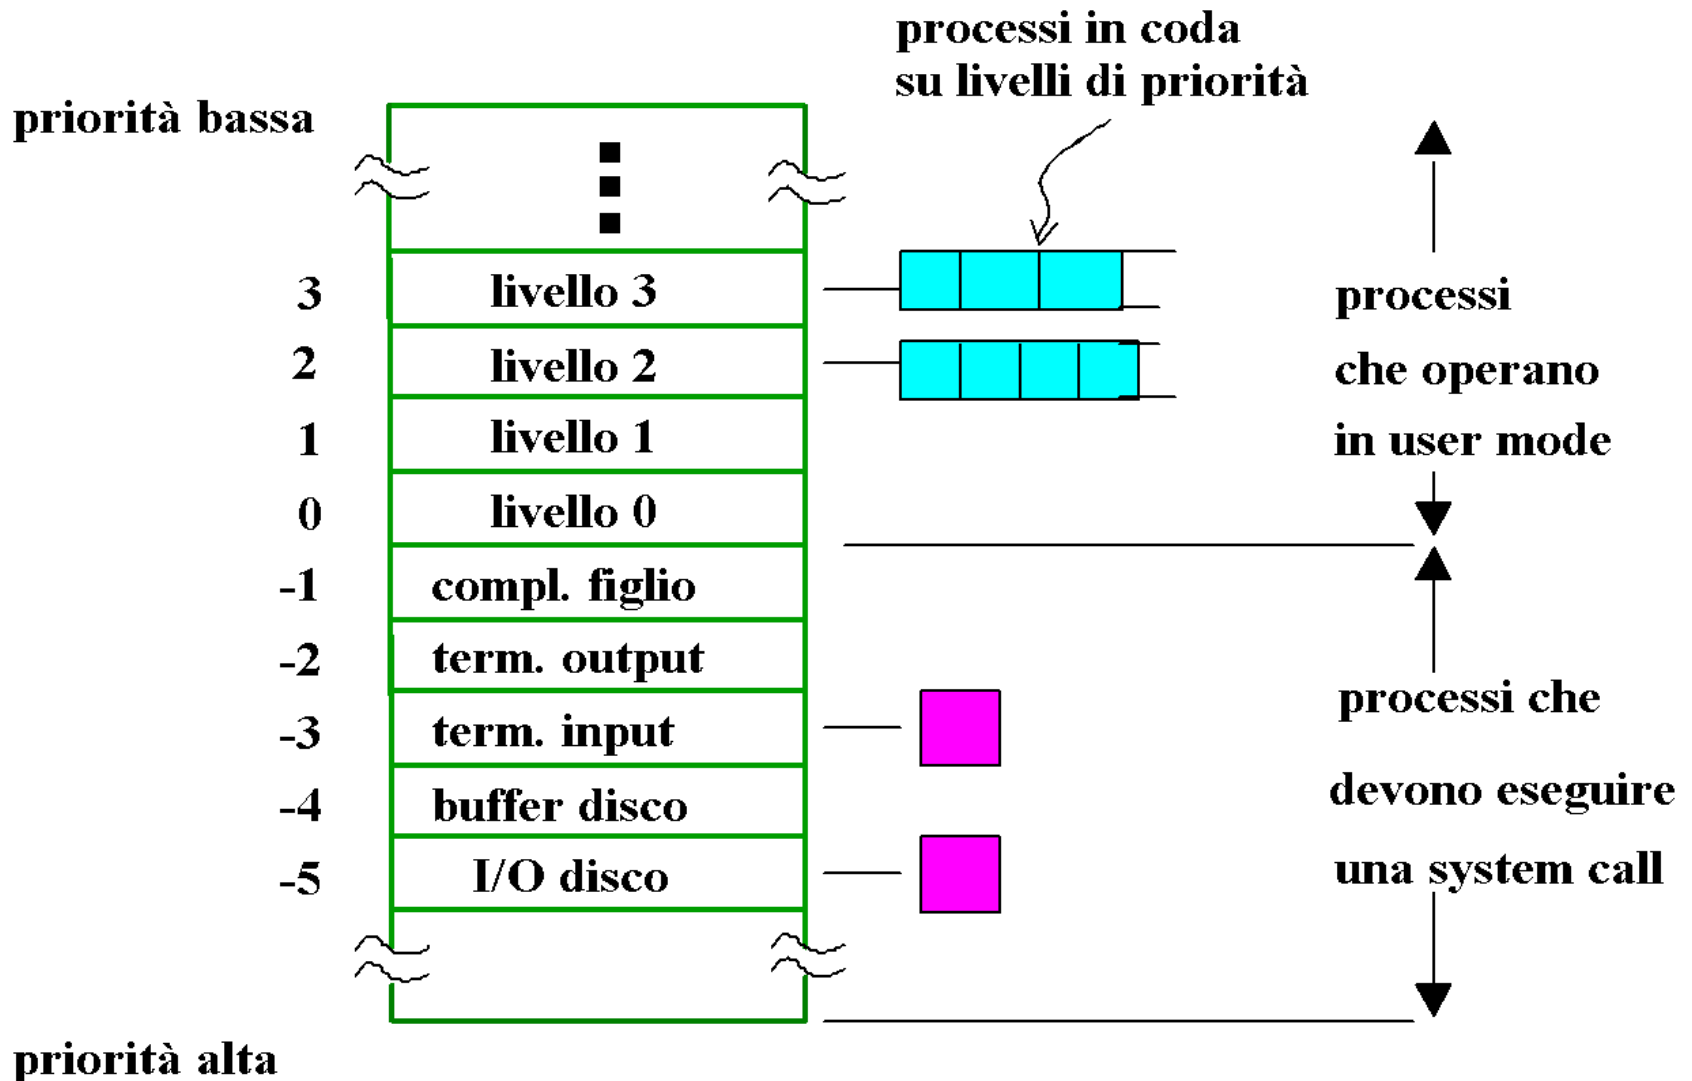 processi in coda
su livelli di priorità
priorità bassa
3 livello 3
2 livello 2
1 livello 1
0 livello 0
-1 compl. figlio
-2 term. output
-3 term. input
-4 buffer disco
-5 I/O disco
priorità alta
processi
che operano
in user mode
processi che
devono eseguire
una system call